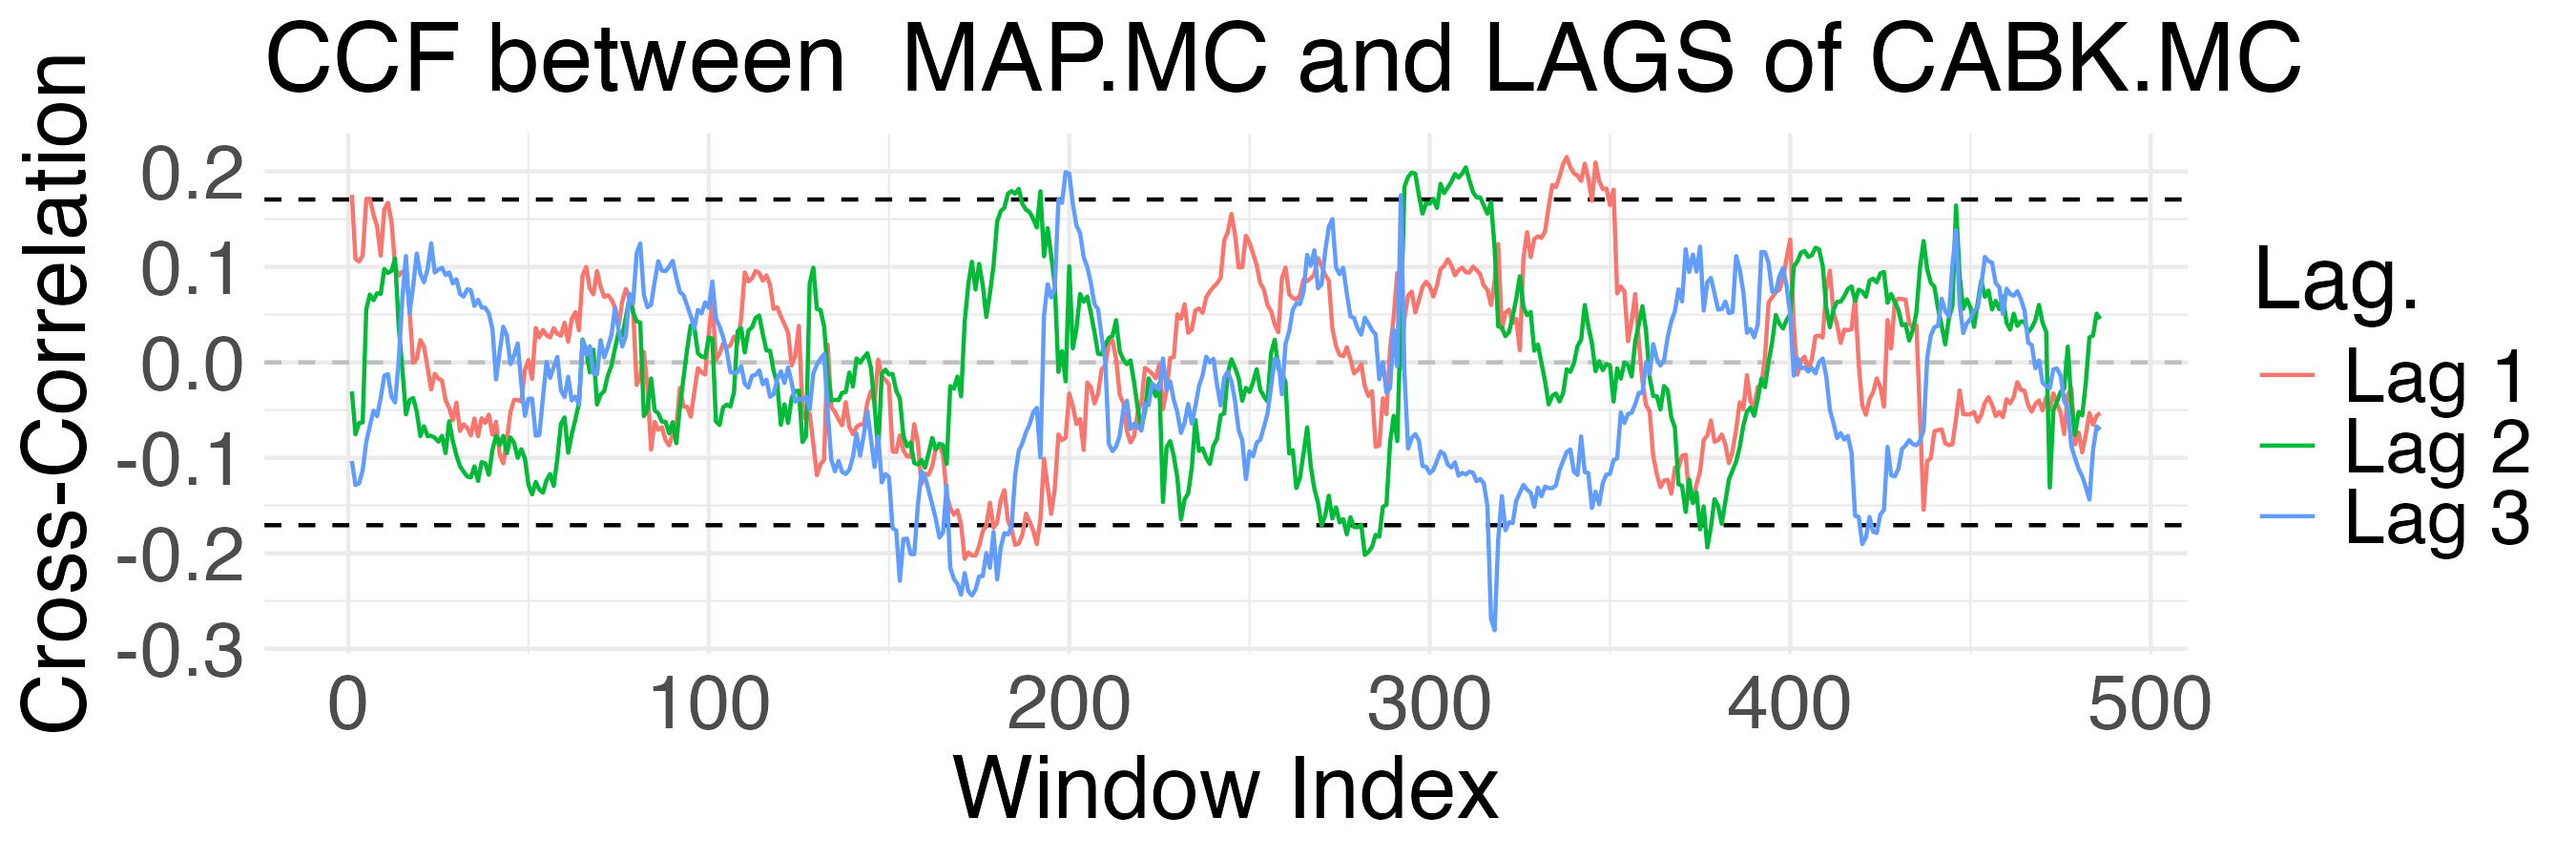 CCF between  MAP.MC and LAGS of CABK.MC
Cross-Correlation
0.2
0.1
0.0
-0.1
-0.2
-0.3
0 100 200 300 400 500
Window Index
Lag.
Lag 1
Lag 2
Lag 3